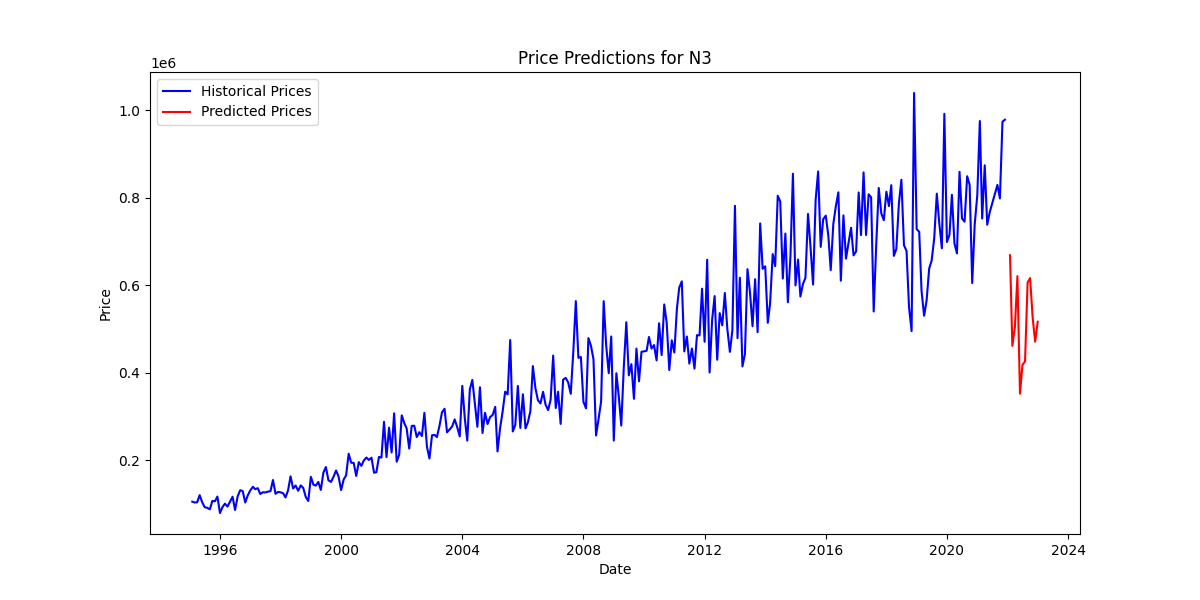 Price Predictions for N3
1e6
Historical Prices
Predicted Prices
1.0
0.8
0.6
0.4
0.2
Price
1996 2000 2004 2008 2012 2016 2020 2024
Date